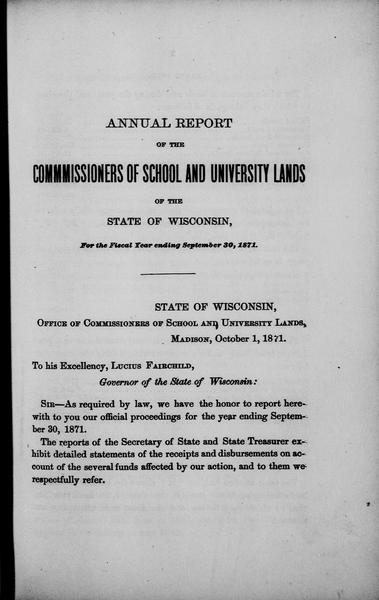 ANNUAL REPORT
OF THE
COMMMISSIONERS OF SCHOOL AND UNIVERSITY LANDS
OF THE
STATE OF WISCONSIN,
For the Fiscal Year ending September 30, 1871.
STATE OF WISCONSIN,
OFFICE OF COMMISSIONERS OF SCHOOL AND UNIVERSITY LANDS,
MADISON, October 1, 1871.
To his Excellency, LUCIUS FAIRCHILD,
Governor of the State of Wisconsin:
SIR—As required by law, we have the honor to report here-
with to you our official proceedings for the year ending Septem-
ber 30, 1871.
The reports of the Secretary of State and State Treasurer ex-
hibit detailed statements of the receipts and disbursements on ac-
count of the several funds affected by our action, and to them we
respectfully refer.